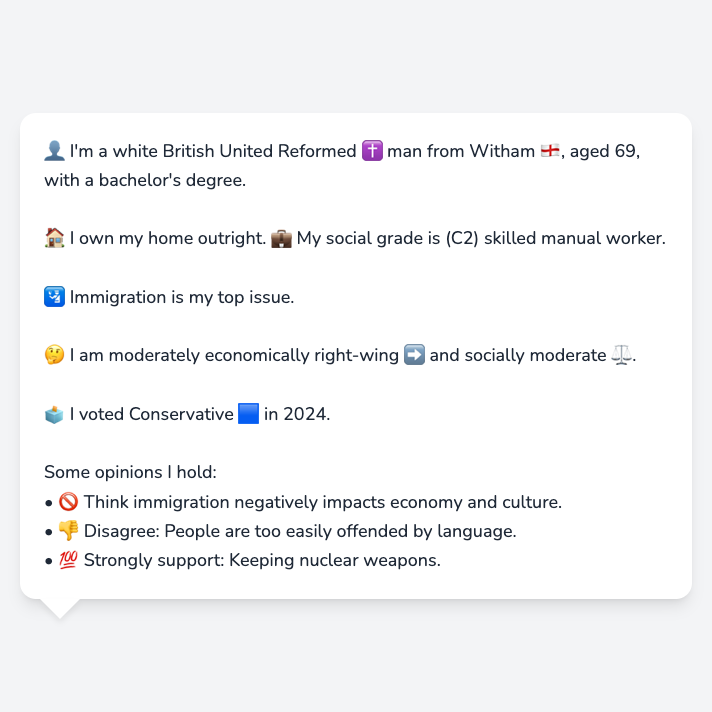 👤 I'm a white British United Reformed ✝️ man from Witham 🏴󠁧󠁢󠁥󠁮󠁧󠁿, aged 69,
with a bachelor's degree.
🏠 I own my home outright. 💼 My social grade is (C2) skilled manual worker.
🛂 Immigration is my top issue.
🤔 I am moderately economically right-wing ➡️ and socially moderate ⚖️.
🗳️ I voted Conservative 🟦 in 2024.
Some opinions I hold:
• 🚫 Think immigration negatively impacts economy and culture.
• 👎 Disagree: People are too easily offended by language.
• 💯 Strongly support: Keeping nuclear weapons.